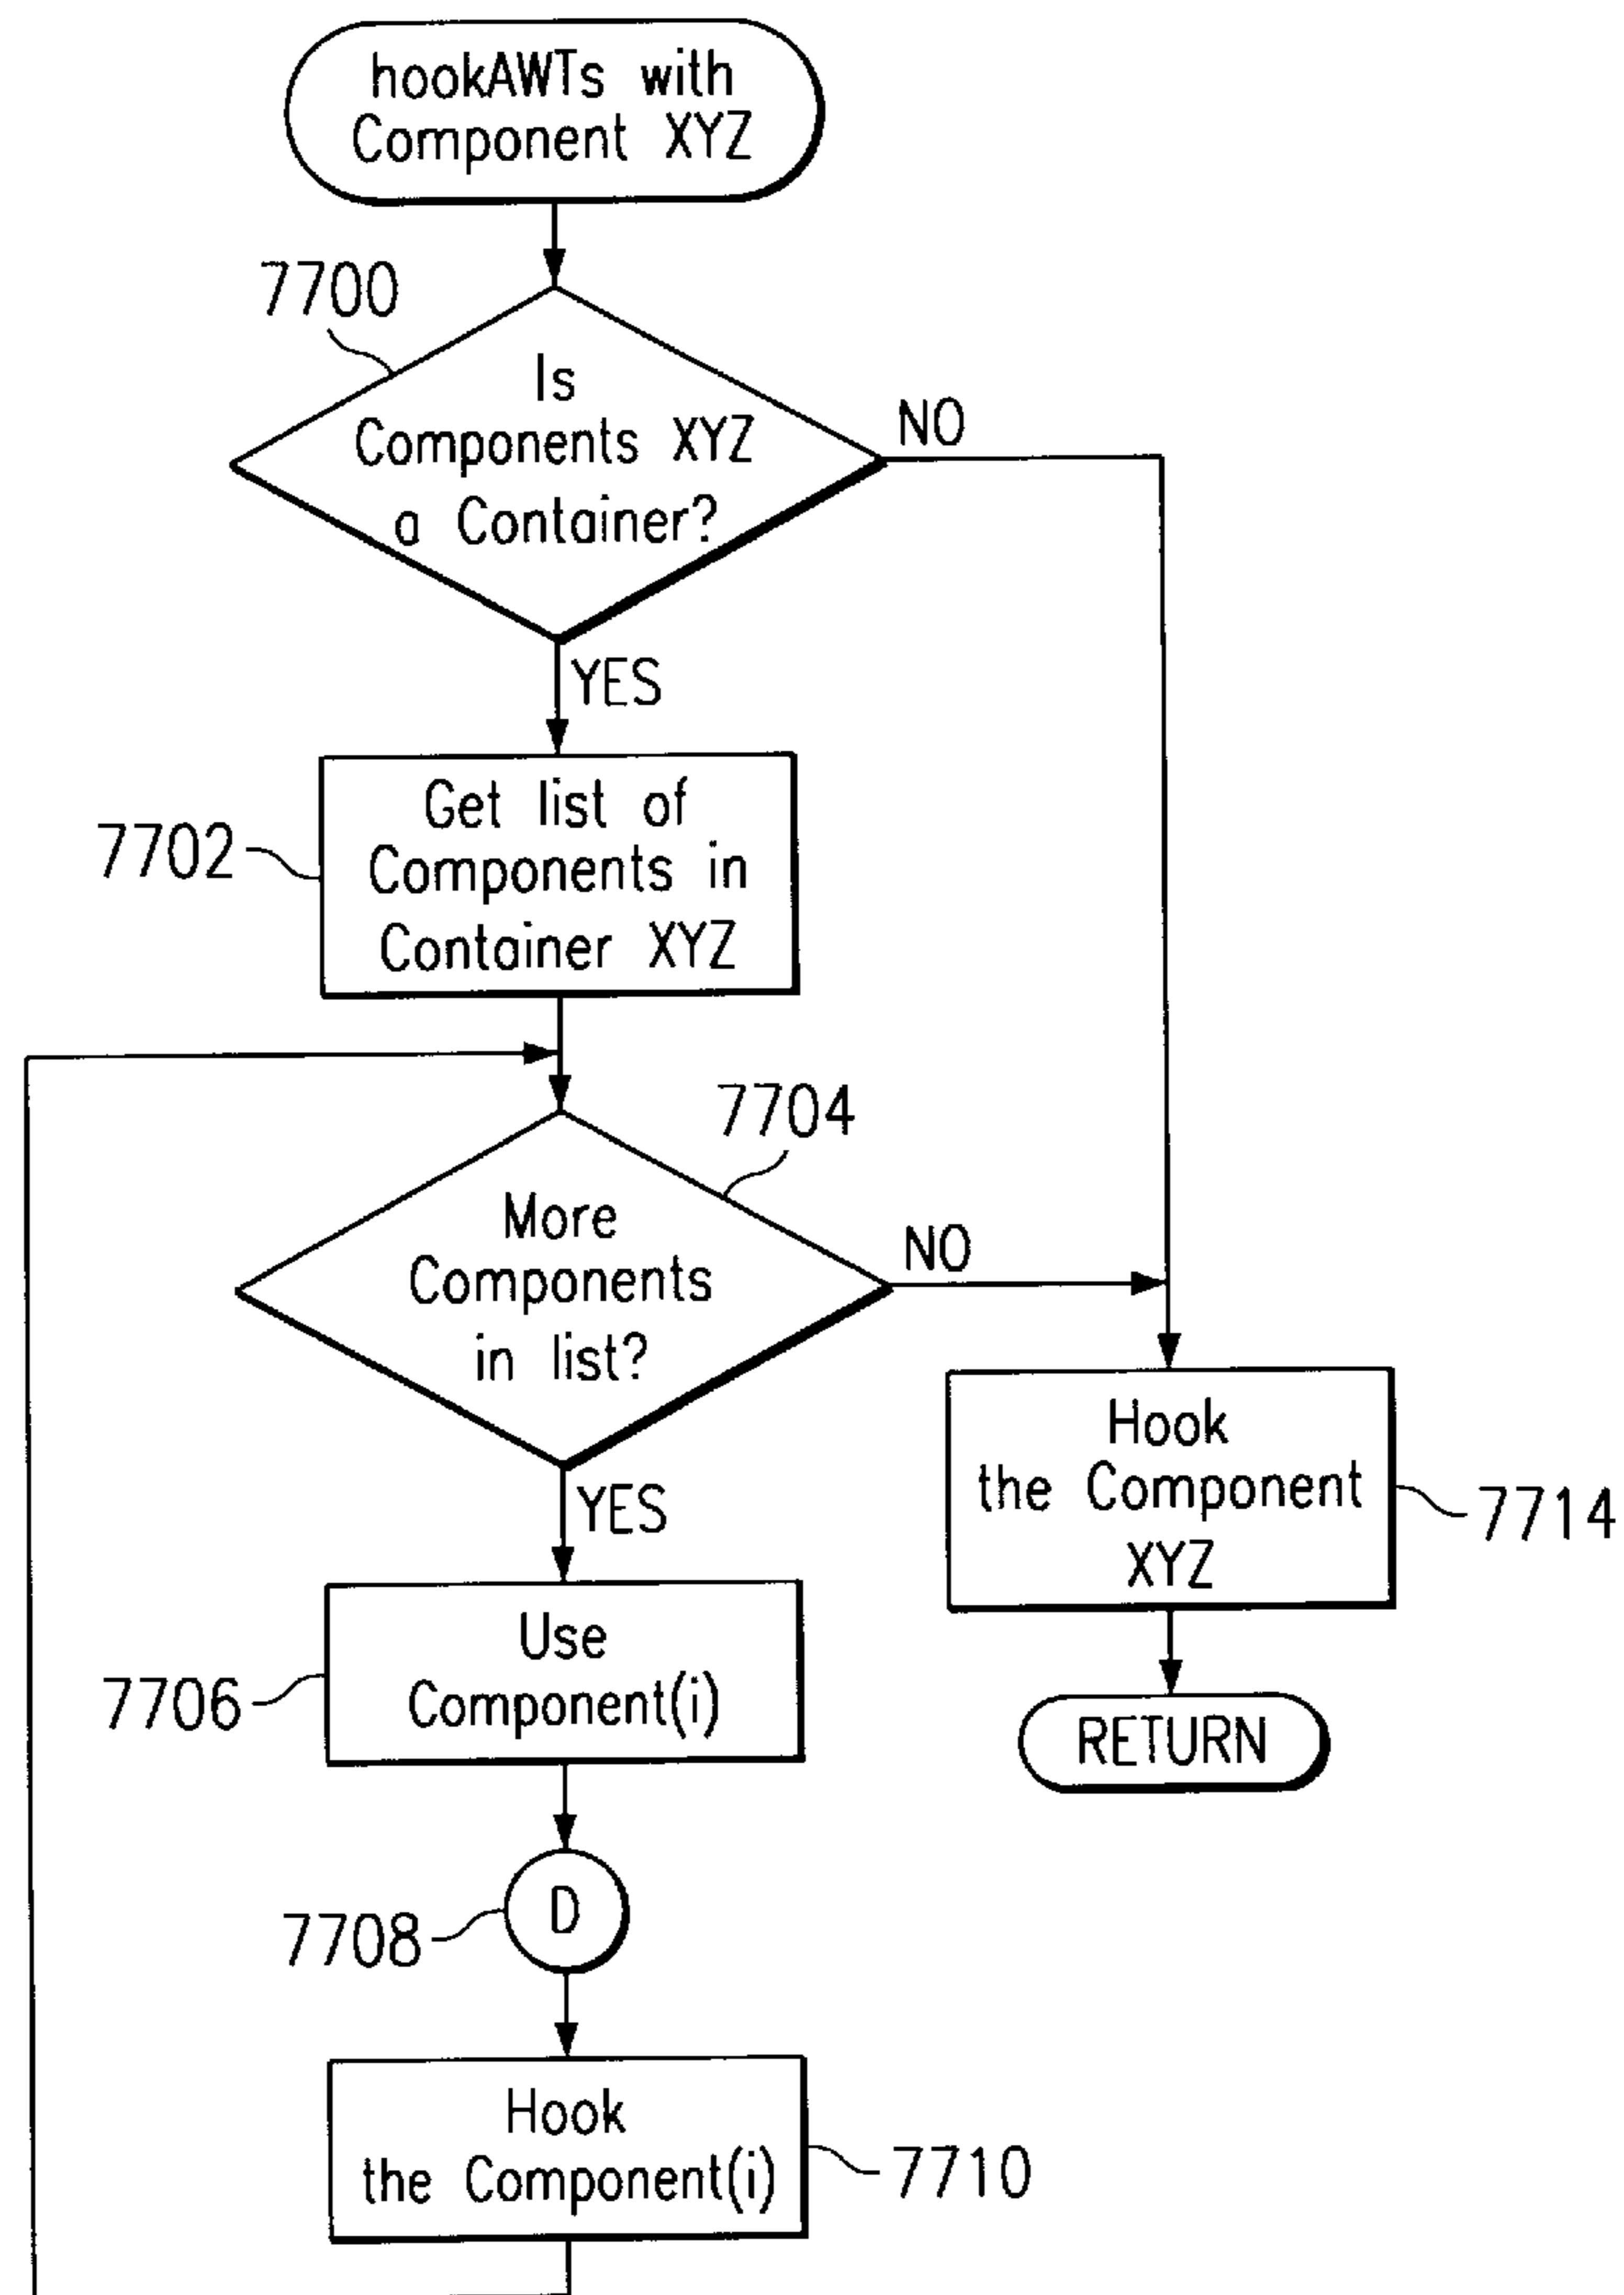 hookAWTs with
Component XYZ
7700
Is
Components XYZ
a Container?
NO
YES
7702
Get list of
Components in
Container XYZ
7704
More
Components
in list?
NO
YES
Hook
the Component
XYZ
7714
7706
Use
Component(i)
RETURN
7708
D
Hook
the Component(i)
7710